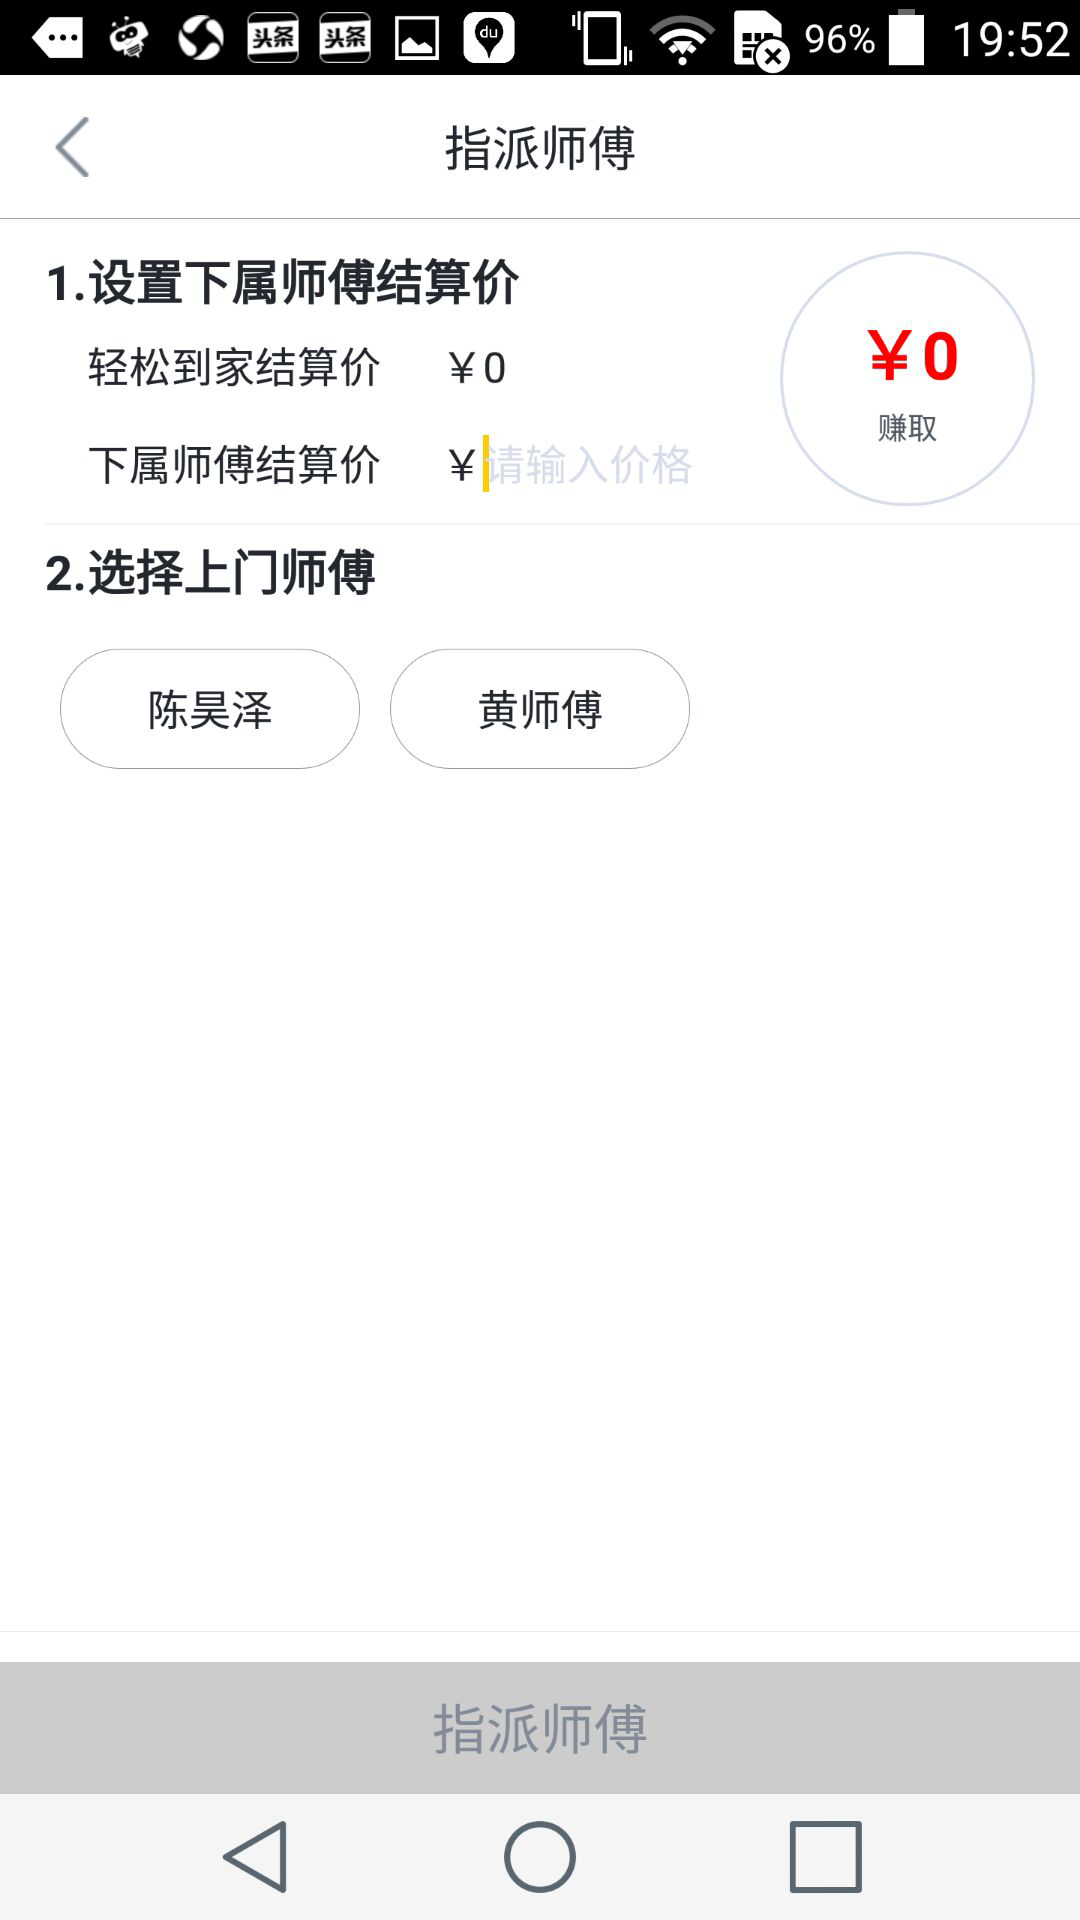 头条 头条 du 96% 19:52
指派师傅
1.设置下属师傅结算价
轻松到家结算价 ￥0
￥0
赚取
下属师傅结算价 ￥请输入价格
2.选择上门师傅
陈昊泽 黄师傅
指派师傅